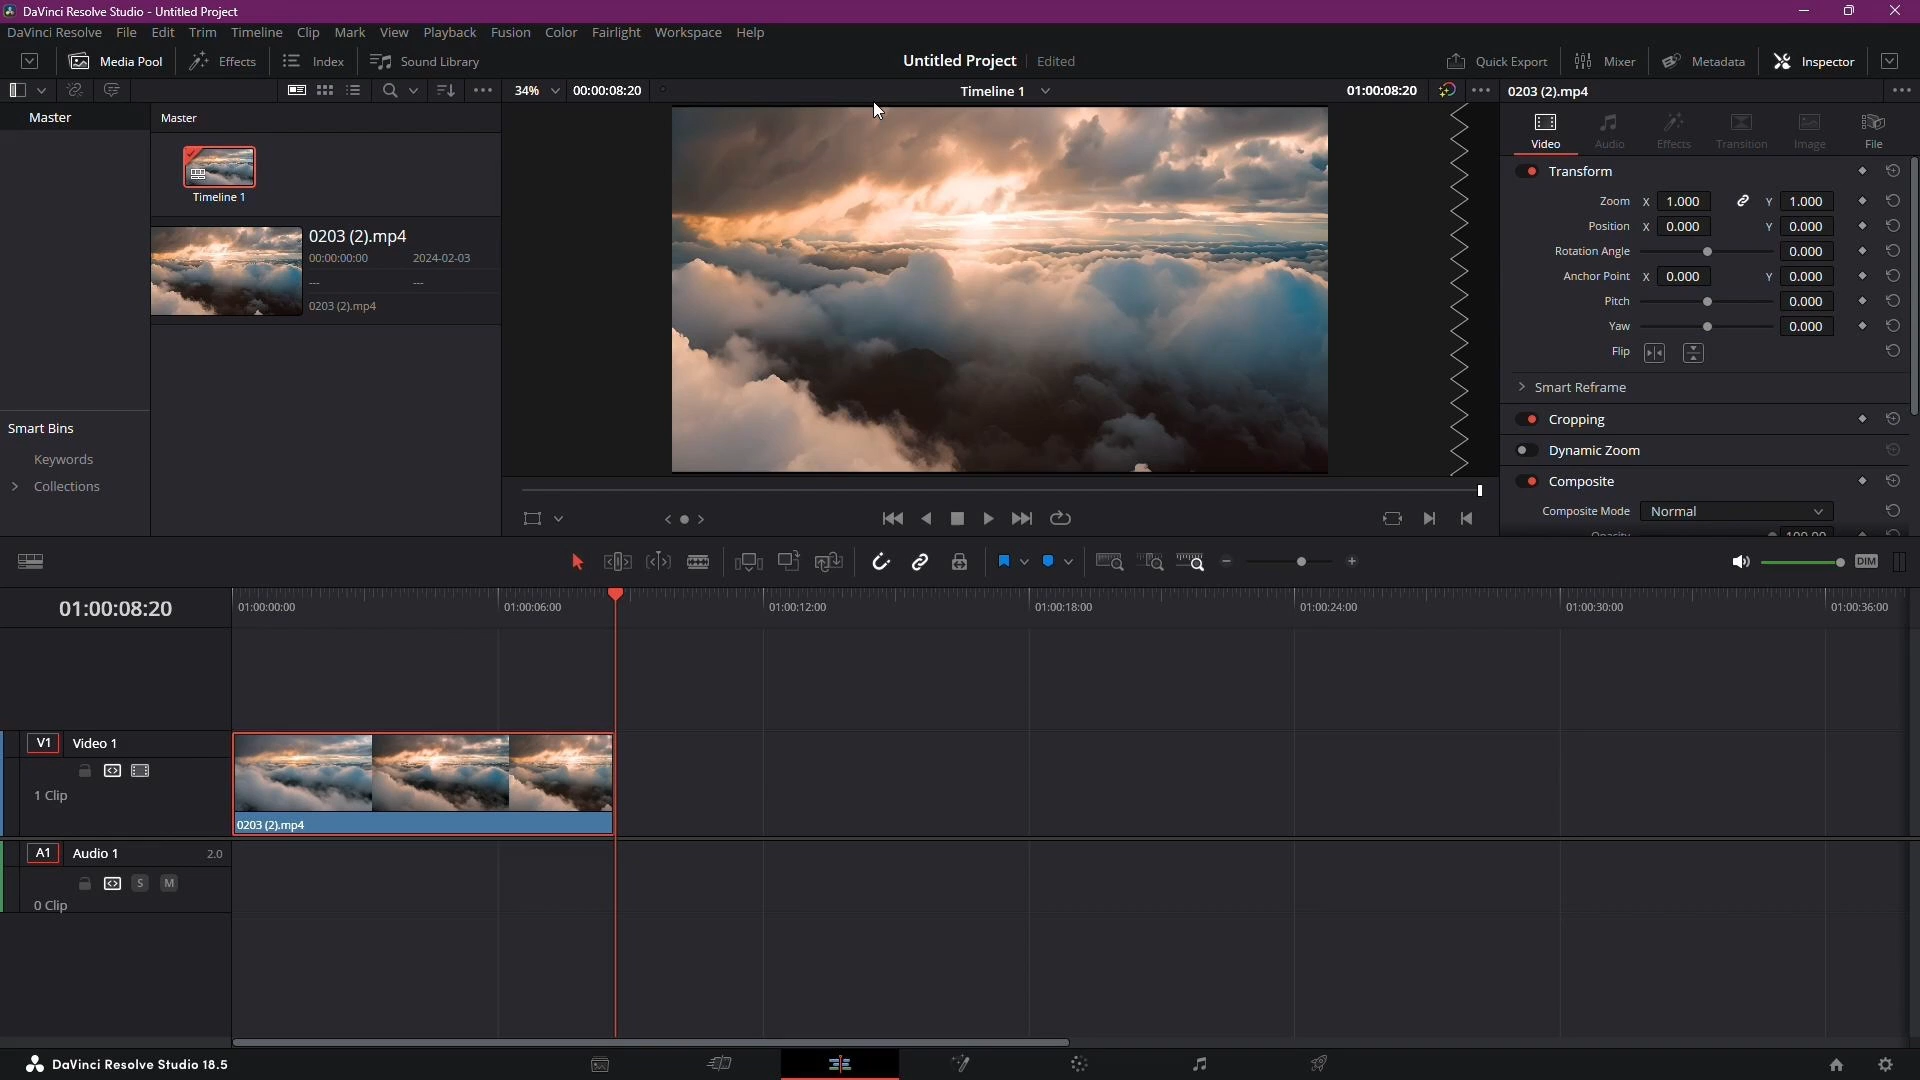 DaVinci Resolve Studio - Untitled Project
DaVinci Resolve File Edit Trim Timeline Clip Mark View Playback Fusion Color Fairlight Workspace Help
Media Pool Effects Index Sound Library Untitled Project Edited Quick Export Mixer Metadata Inspector
34% 00:00:08:20 Timeline 1 01:00:08:20 0203 (2).mp4
Master Master
Video Audio Effects Transition Image File
Timeline 1
Transform
Zoom X 1.000 Y 1.000
Position X 0.000 Y 0.000
Rotation Angle 0.000
Anchor Point X 0.000 Y 0.000
Pitch 0.000
Yaw 0.000
Flip
0203 (2).mp4
00:00:00:00 2024-02-03
--- ---
0203 (2).mp4
Smart Reframe
Cropping
Dynamic Zoom
Composite
Composite Mode Normal
Opacity 100.00
Smart Bins
Keywords
Collections
DIM
01:00:08:20 01:00:00:00 01:00:06:00 01:00:12:00 01:00:18:00 01:00:24:00 01:00:30:00 01:00:36:00
V1 Video 1
1 Clip
0203 (2).mp4
A1 Audio 1 2.0
S M
0 Clip
DaVinci Resolve Studio 18.5